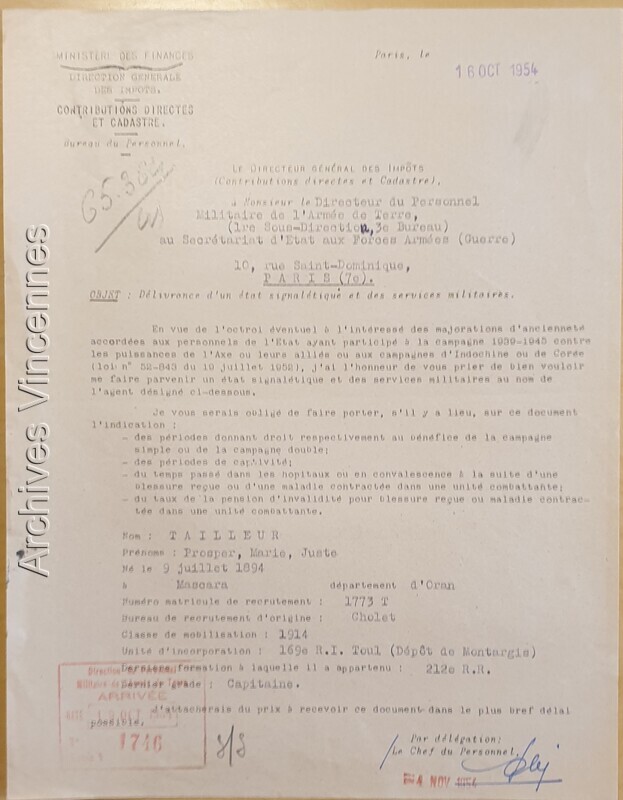 MINISTÈRE DES FINANCES
DIRECTION GÉNÉRALE
DES IMPÔTS.
CONTRIBUTIONS DIRECTES
ET CADASTRE.
Bureau du Personnel.
Paris, le
16 OCT 1954
LE DIRECTEUR GÉNÉRAL DES IMPÔTS
(Contributions directes et Cadastre),
à Monsieur le Directeur du Personnel
Militaire de l'Armée de Terre,
(1re Sous-Direction, 3e Bureau)
au Secrétariat d'Etat aux Forces Armées (Guerre)
10, rue Saint-Dominique,
PARIS (7e).
OBJET : Délivrance d'un état signalétique et des services militaires.
En vue de l'octroi éventuel à l'intéressé des majorations d'ancienneté
accordées aux personnels de l'Etat ayant participé à la campagne 1939-1945 contre
les puissances de l'Axe ou leurs alliés ou aux campagnes d'Indochine ou de Corée
(loi n° 52-843 du 19 juillet 1952), j'ai l'honneur de vous prier de bien vouloir
me faire parvenir un état signalétique et des services militaires au nom de
l'agent désigné ci-dessous.
Je vous serais obligé de faire porter, s'il y a lieu, sur ce document
l'indication :
– des périodes donnant droit respectivement au bénéfice de la campagne
simple ou de la campagne double;
– des périodes de captivité;
– du temps passé dans les hopitaux ou en convalescence à la suite d'une
blessure reçue ou d'une maladie contractée dans une unité combattante;
– du taux de la pension d'invalidité pour blessure reçue ou maladie contrac-
tée dans une unité combattante.
Nom : TAILLEUR
Prénoms : Prosper, Marie, Juste
Né le 9 juillet 1894
à Mascara département d'Oran
Numéro matricule de recrutement : 1773 T
Bureau de recrutement d'origine : Cholet
Classe de mobilisation : 1914
Unité d'incorporation : 169e R.I. Toul (Dépôt de Montargis)
Dernière formation à laquelle il a appartenu : 212e R.R.
Dernier grade : Capitaine.
J'attacherais du prix à recevoir ce document dans le plus bref délai
possible.
Direction du Personnel
Militaire de
ARRIVÉE
OCT
1746
Par délégation:
Le Chef du Personnel,
4 NOV 1954
Archives Vincennes